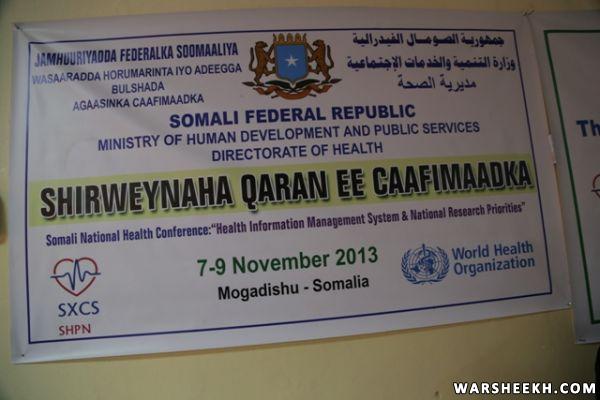 JAMHUURIYADDA FEDERALKA SOOMAALIYA
WASAARADDA HORUMARINTA IYO ADEEGGA
BULSHADA
AGAASINKA CAAFIMAADKA
جمهورية الصومال الفيدرالية
وزارة التنمية والخدمات الإجتماعية
مديرية الصحة
SOMALI FEDERAL REPUBLIC
MINISTRY OF HUMAN DEVELOPMENT AND PUBLIC SERVICES
DIRECTORATE OF HEALTH
SHIRWEYNAHA QARAN EE CAAFIMAADKA
Somali National Health Conference:"Health Information Management System & National Research Priorities"
7-9 November 2013
Mogadishu - Somalia
SXCS
SHPN
World Health
Organization
Th
WARSHEEKH.COM